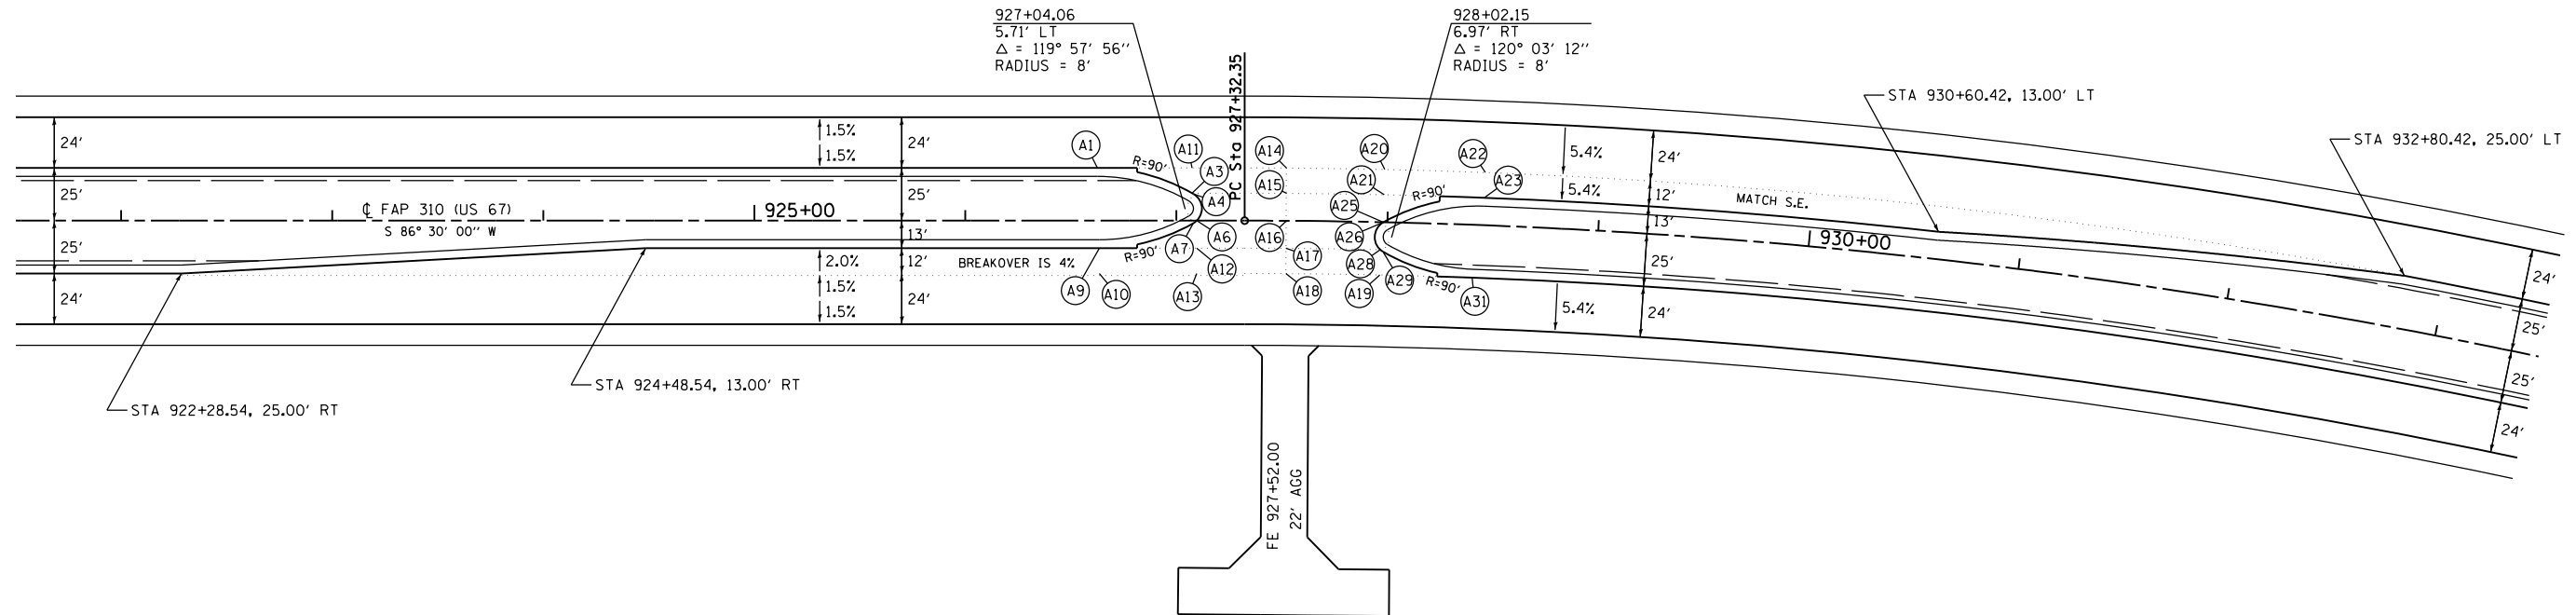 927+04.06
5.71' LT
△ = 119° 57' 56''
RADIUS = 8'
928+02.15
6.97' RT
△ = 120° 03' 12''
RADIUS = 8'
PC Sta 927+32.35
STA 930+60.42, 13.00' LT
STA 932+80.42, 25.00' LT
24'
25'
25'
24'
1.5%
1.5%
24'
25'
13'
12'
24'
2.0%
1.5%
1.5%
℄ FAP 310 (US 67)
S 86° 30' 00'' W
925+00
BREAKOVER IS 4%
A1
A11
R=90'
A3
A4
A6
A7
R=90'
A12
A9
A10
A13
A14
A15
A16
A17
A18
A20
A21
A22
A23
R=90'
A25
A26
A28
A29
A19
R=90'
A31
5.4%
5.4%
5.4%
24'
12'
13'
25'
24'
MATCH S.E.
930+00
24'
25'
25'
24'
STA 922+28.54, 25.00' RT
STA 924+48.54, 13.00' RT
FE 927+52.00
22' AGG